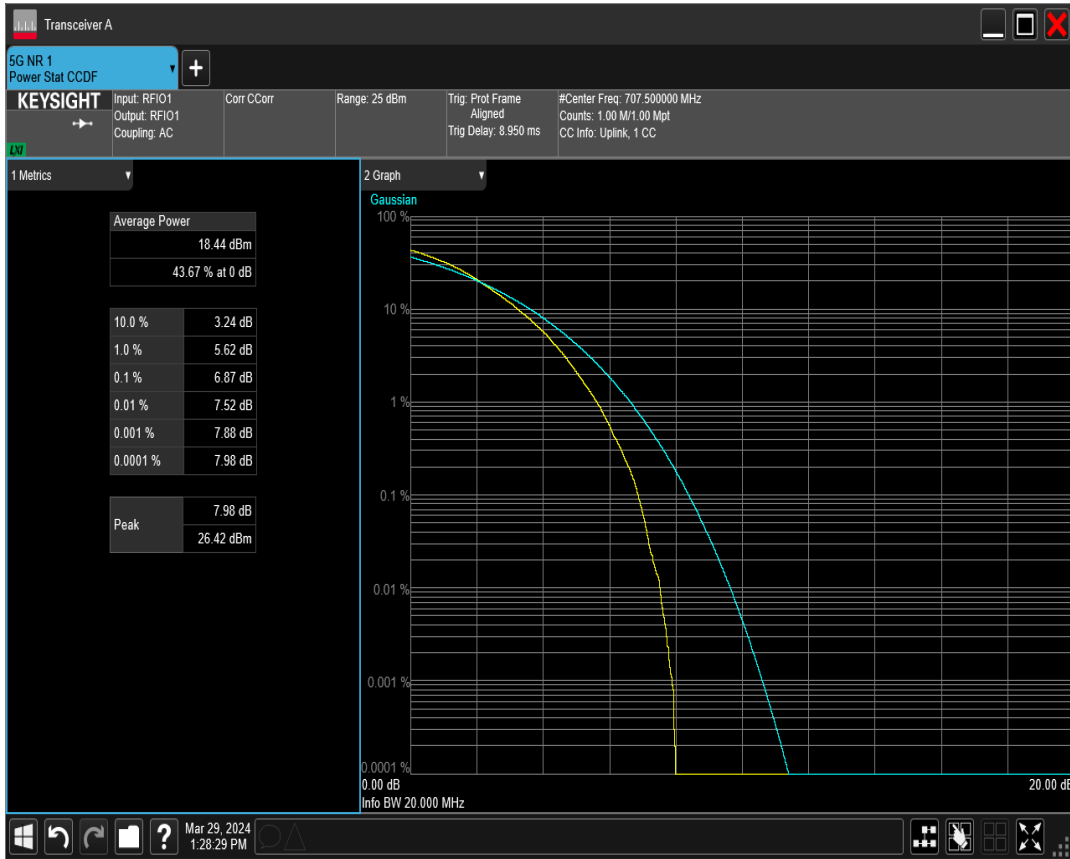 Transceiver A
5G NR 1
Power Stat CCDF
+
KEYSIGHT
LXI
Input: RFIO1
Output: RFIO1
Coupling: AC
Corr CCorr
Range: 25 dBm
Trig: Prot Frame
Aligned
Trig Delay: 8.950 ms
#Center Freq: 707.500000 MHz
Counts: 1.00 M/1.00 Mpt
CC Info: Uplink, 1 CC
1 Metrics
Average Power
18.44 dBm
43.67 % at 0 dB
10.0 % 3.24 dB
1.0 % 5.62 dB
0.1 % 6.87 dB
0.01 % 7.52 dB
0.001 % 7.88 dB
0.0001 % 7.98 dB
Peak 7.98 dB
26.42 dBm
2 Graph
Gaussian
100 %
10 %
1 %
0.1 %
0.01 %
0.001 %
0.0001 %
0.00 dB 20.00 dB
Info BW 20.000 MHz
?
Mar 29, 2024
1:28:29 PM